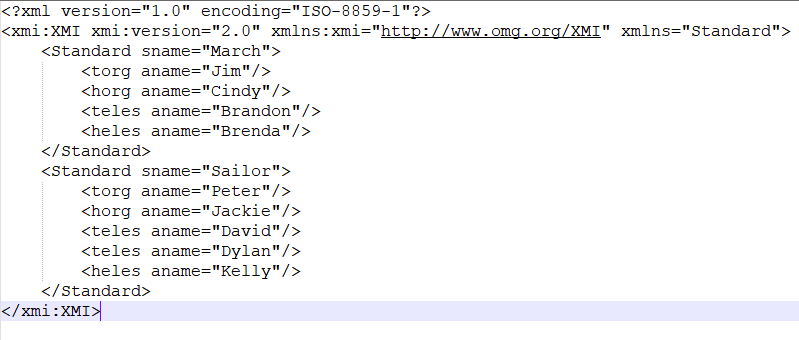 <?xml version="1.0" encoding="ISO-8859-1"?>
<xmi:XMI xmi:version="2.0" xmlns:xmi="http://www.omg.org/XMI" xmlns="Standard">
    <Standard sname="March">
        <torg aname="Jim"/>
        <horg aname="Cindy"/>
        <teles aname="Brandon"/>
        <heles aname="Brenda"/>
    </Standard>
    <Standard sname="Sailor">
        <torg aname="Peter"/>
        <horg aname="Jackie"/>
        <teles aname="David"/>
        <teles aname="Dylan"/>
        <heles aname="Kelly"/>
    </Standard>
</xmi:XMI>